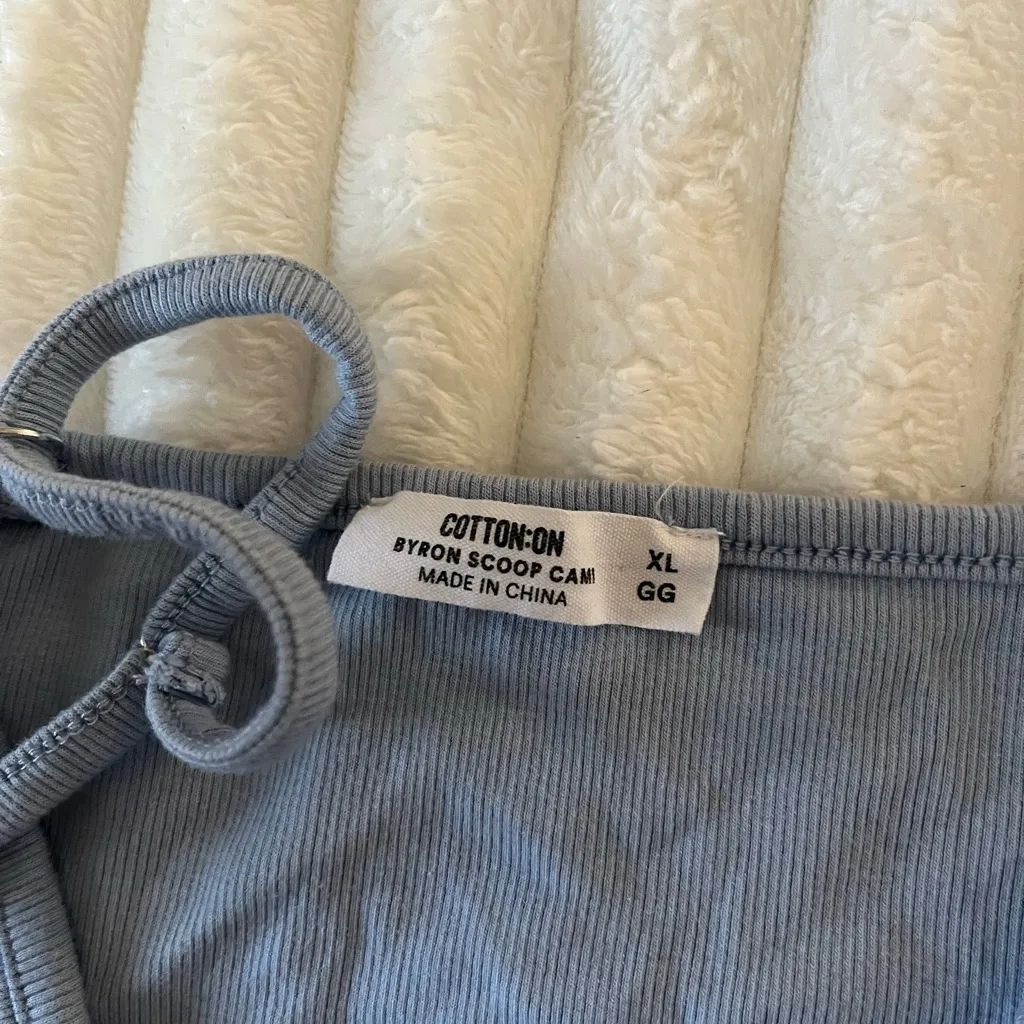 COTTON:ON
BYRON SCOOP CAMI
MADE IN CHINA
XL
GG